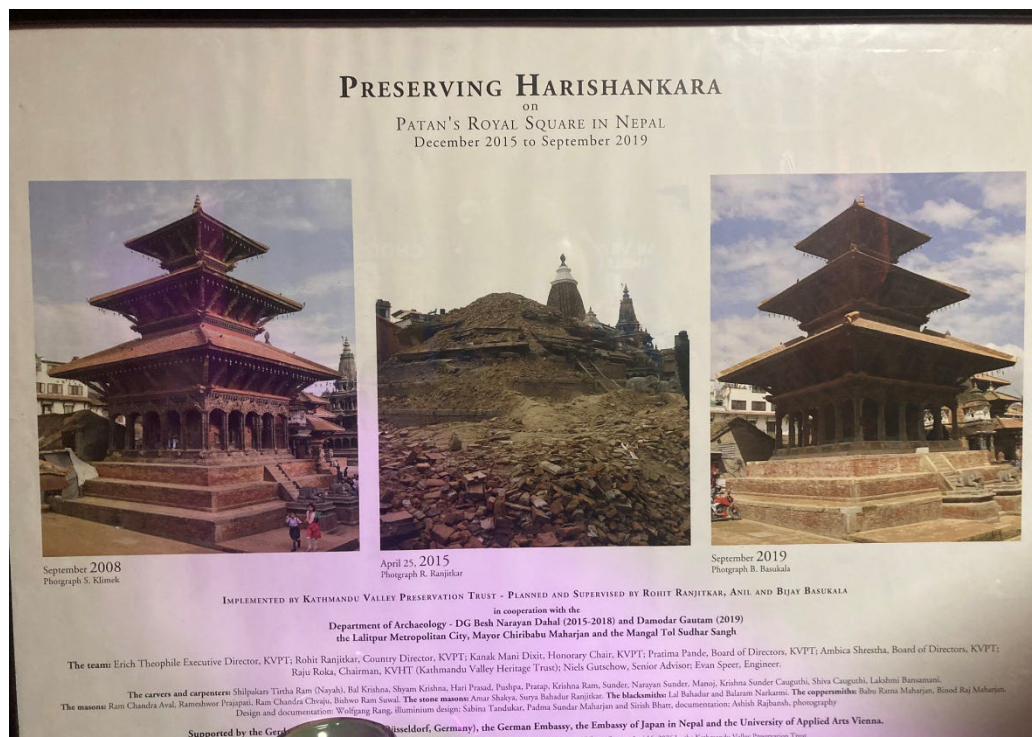 PRESERVING HARISHANKARA
on
PATAN'S ROYAL SQUARE IN NEPAL
December 2015 to September 2019
September 2008
Photgraph S. Klimek
April 25, 2015
Photgraph R. Ranjitkar
September 2019
Photgraph B. Basukala
IMPLEMENTED BY KATHMANDU VALLEY PRESERVATION TRUST - PLANNED AND SUPERVISED BY ROHIT RANJITKAR, ANIL AND BIJAY BASUKALA
in cooperation with the
Department of Archaeology - DG Besh Narayan Dahal (2015-2018) and Damodar Gautam (2019)
the Lalitpur Metropolitan City, Mayor Chiribabu Maharjan and the Mangal Tol Sudhar Sangh
The team: Erich Theophile Executive Director, KVPT; Rohit Ranjitkar, Country Director, KVPT; Kanak Mani Dixit, Honorary Chair, KVPT; Pratima Pande, Board of Directors, KVPT; Ambica Shrestha, Board of Directors, KVPT;
Raju Roka, Chairman, KVHT (Kathmandu Valley Heritage Trust); Niels Gutschow, Senior Advisor; Evan Speer, Engineer.
The carvers and carpenters: Shilpakars Tirtha Ram (Nayah), Bal Krishna, Shyam Krishna, Hari Prasad, Pushpa, Pratap, Krishna Ram, Sunder, Narayan Sunder, Manoj, Krishna Sunder Cauguthi, Shiva Cauguthi, Lakshmi Bansamani.
The masons: Ram Chandra Aval, Rameshwor Prajapati, Ram Chandra Chvaju, Bishwo Ram Suwal. The stone masons: Amar Shakya, Surya Bahadur Ranjitkar. The blacksmiths: Lal Bahadur and Balaram Narkarmi. The coppersmiths: Babu Ratna Maharjan, Binod Raj Maharjan.
Design and documentation: Wolfgang Rang, illuminium design: Sabina Tandukar, Padma Sundar Maharjan and Sirish Bhatt, documentation: Ashish Rajbansh, photography
Supported by the (Düsseldorf, Germany), the German Embassy, the Embassy of Japan in Nepal and the University of Applied Arts Vienna.